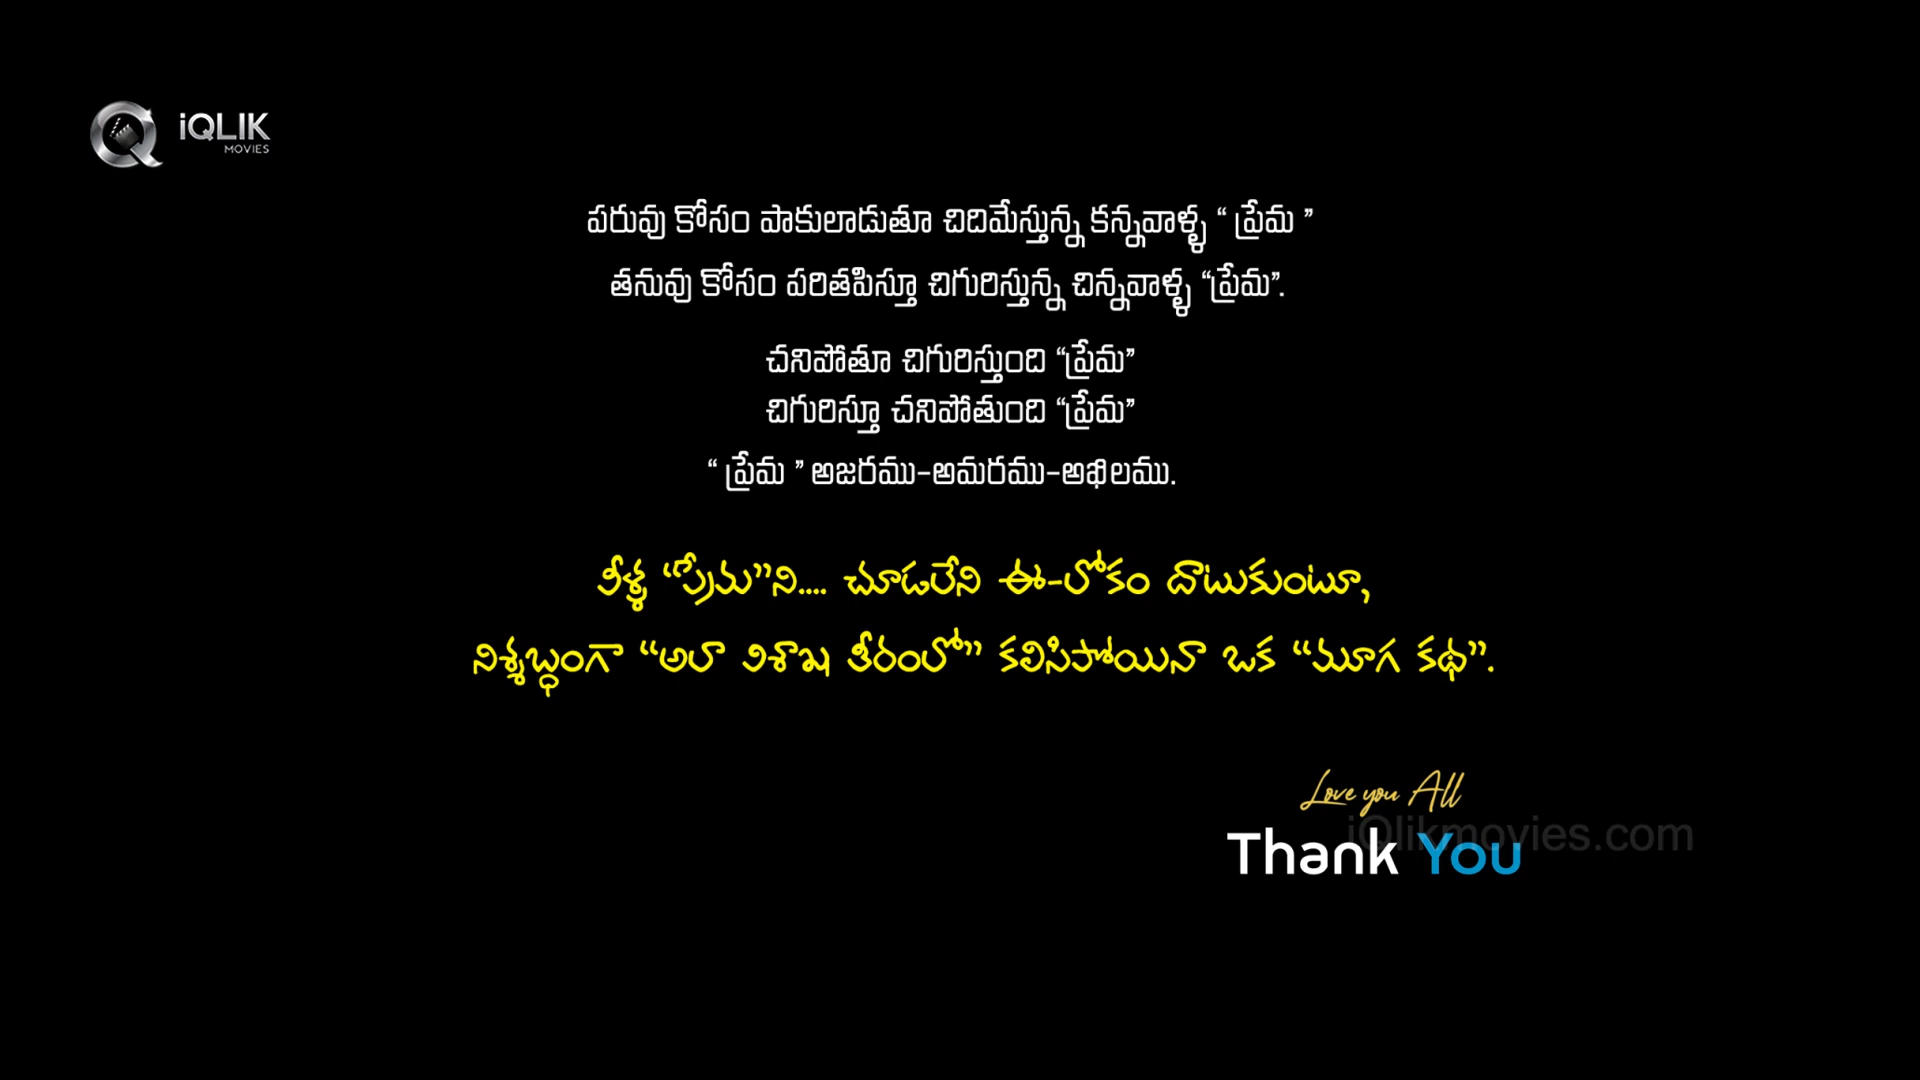 iQLIK
MOVIES
పరువు కోసం పాకులాడుతూ చిదిమేస్తున్న కన్నవాళ్ళ “ ప్రేమ ”
తనువు కోసం పరితపిస్తూ చిగురిస్తున్న చిన్నవాళ్ళ “ప్రేమ”.
చనిపోతూ చిగురిస్తుంది “ప్రేమ”
చిగురిస్తూ చనిపోతుంది “ప్రేమ”
“ ప్రేమ ” అజరము-అమరము-అఖిలము.
వీళ్ళ “ప్రేమ”ని.... చూడలేని ఈ-లోకం దాటుకుంటూ,
నిశ్శబ్ధంగా “అలా విశాఖ తీరంలో” కలిసిపోయినా ఒక “మూగ కథ”.
Love you All
iQlikmovies.com
Thank You